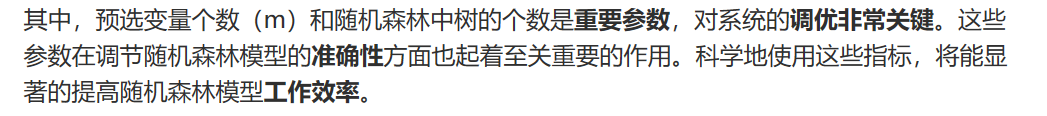 其中，预选变量个数（m）和随机森林中树的个数是重要参数，对系统的调优非常关键。这些
参数在调节随机森林模型的准确性方面也起着至关重要的作用。科学地使用这些指标，将能显
著的提高随机森林模型工作效率。